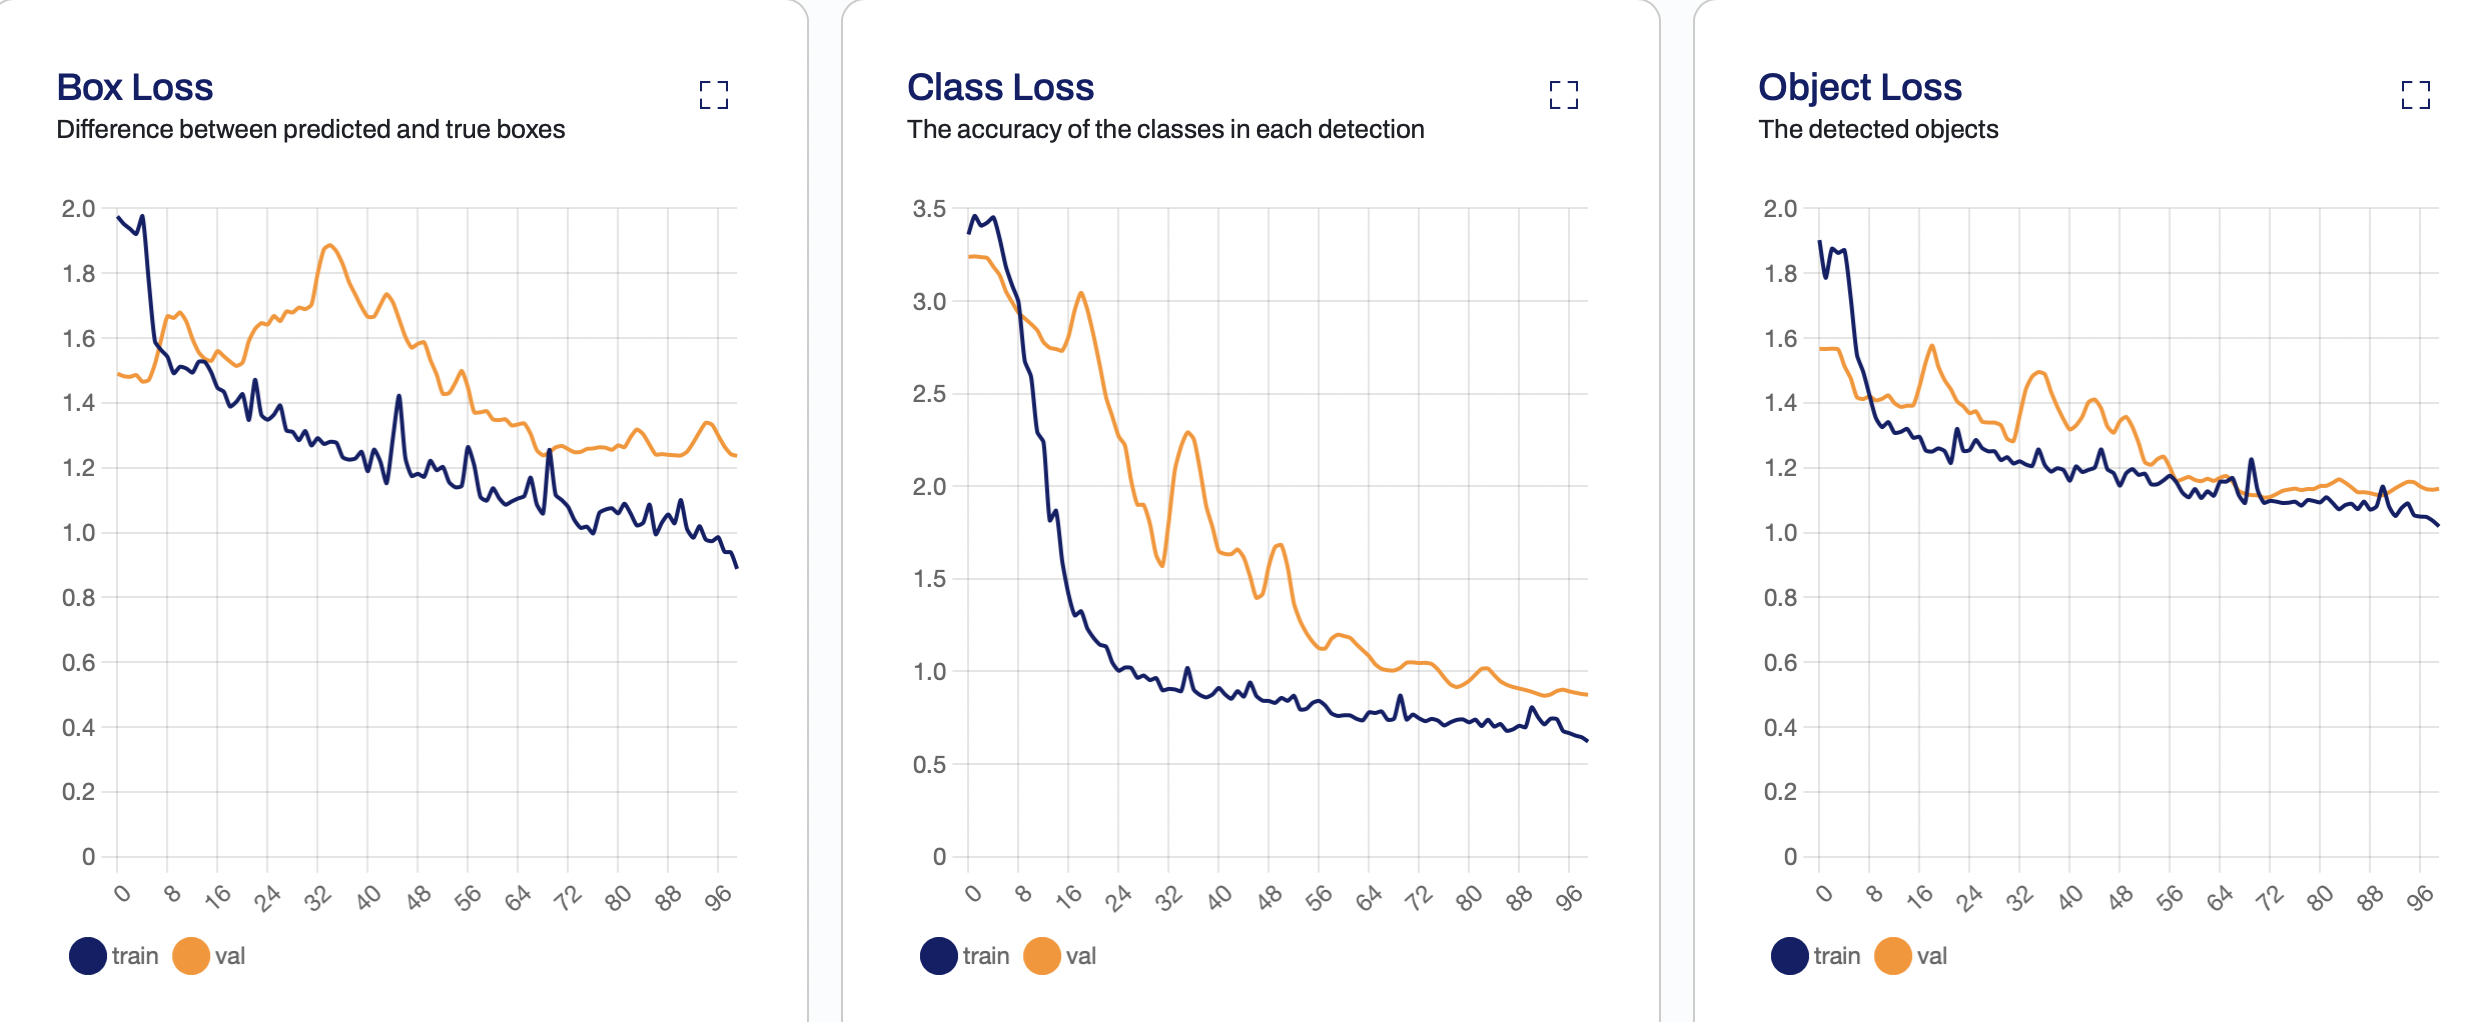 Box Loss
Difference between predicted and true boxes
2.0
1.8
1.6
1.4
1.2
1.0
0.8
0.6
0.4
0.2
0
0 8 16 24 32 40 48 56 64 72 80 88 96
train val
Class Loss
The accuracy of the classes in each detection
3.5
3.0
2.5
2.0
1.5
1.0
0.5
0
0 8 16 24 32 40 48 56 64 72 80 88 96
train val
Object Loss
The detected objects
2.0
1.8
1.6
1.4
1.2
1.0
0.8
0.6
0.4
0.2
0
0 8 16 24 32 40 48 56 64 72 80 88 96
train val